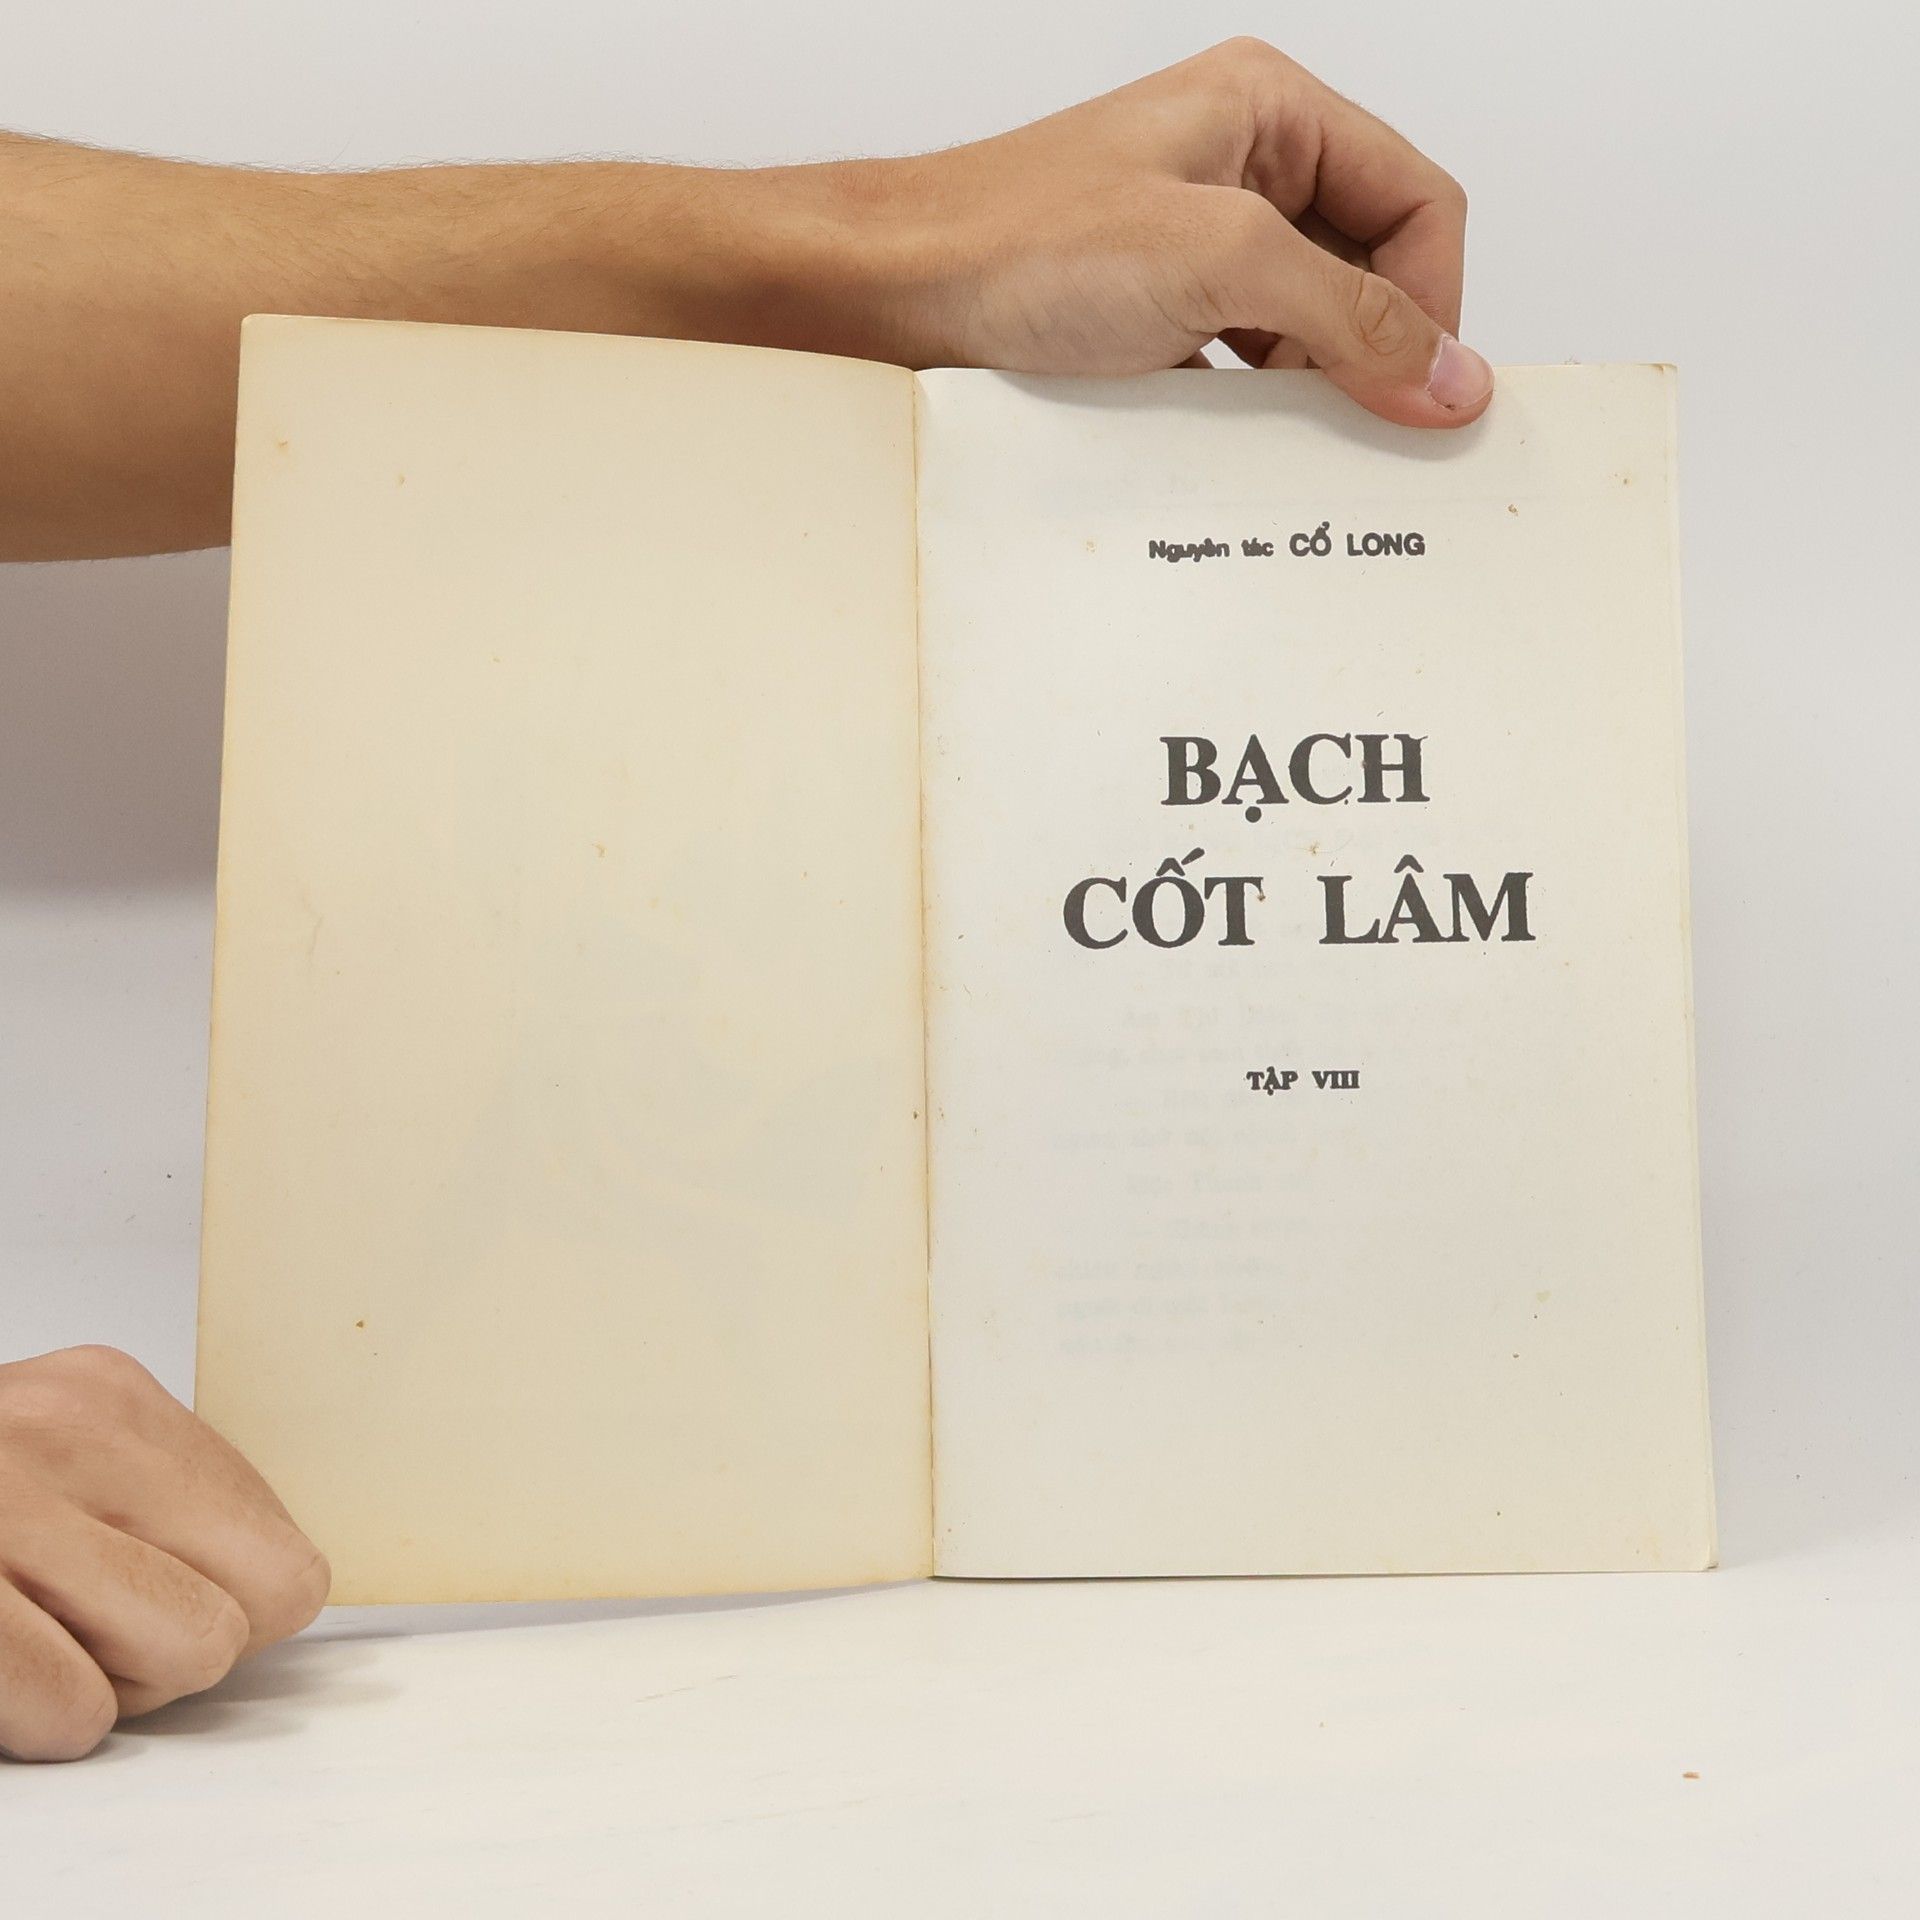 Nguyên tác CỔ LONG
BẠCH
CỐT LÂM
TẬP VIII